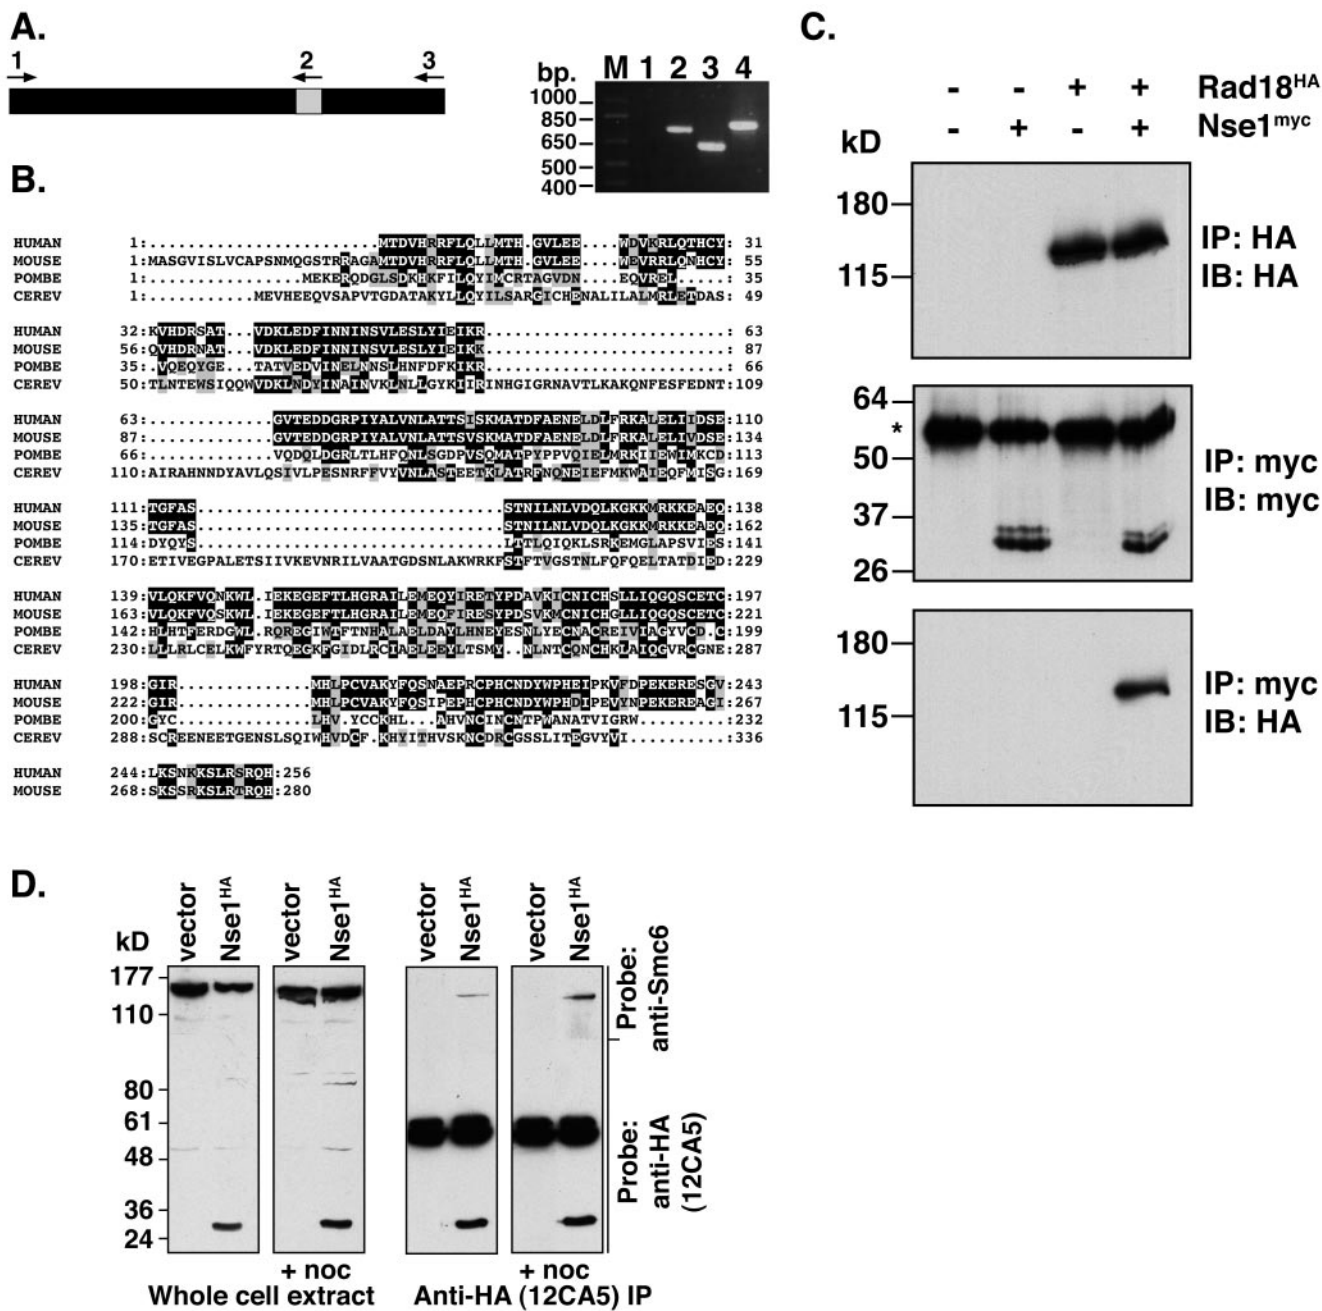 A.
1 2 3
bp. M 1 2 3 4
1000
850
650
500
400
B.
HUMAN 1:........................MTDVHRRFLQLLMTH.GVLEE....WDVKRLQTHCY: 31
MOUSE 1:MASGVISLVCAPSNMQGSTRRAGAMTDVHRRFLQLLMTH.GVLEE....WEVRRLQNHCY: 55
POMBE 1:................MEKERQDGLSDKHKFILQYIMCRTAGVDN....EQVREL.....: 35
CEREV 1:...........MEVHEEQVSAPVTGDATAKYLLQYILSARGICHENALILALMRLETDAS: 49
HUMAN 32:KVHDRSAT...VDKLEDFINNINSVLESLYIEIKR.........................: 63
MOUSE 56:QVHDRNAT...VDKLEDFINNINSVLESLYIEIKK.........................: 87
POMBE 35:.VQEQYGE...TATVEDVINELNNSLHNFDFKIKR.........................: 66
CEREV 50:TLNTEWSIQQWVDKLNDYINAINVKLNLLGYKIIRINHGIGRNAVTLKAKQNFESFEDNT:109
HUMAN 63:.............GVTEDDGRPIYALVNLATTSISKMATDFAENELDLFRKALELIIDSE:110
MOUSE 87:.............GVTEDDGRPIYALVNLATTSVSKMATDFAENELDLFRKALELIVDSE:134
POMBE 66:.............VQDQLDGRLTLHFQNLSGDPVSQMATPYPPVQIELMRKIIEWIMKCD:113
CEREV 110:AIRAHNNDYAVLQSIVLPESNRFFVYVNLASTEETKLATRFNQNEIEFMKWAIEQFMISG:169
HUMAN 111:TGFAS................................STNILNLVDQLKGKKMRKKEAEQ:138
MOUSE 135:TGFAS................................STNILNLVDQLKGKKMRKKEAEQ:162
POMBE 114:DYQYS................................LTTLQIQKLSRKEMGLAPSVIES:141
CEREV 170:ETIVEGPALETSIIVKEVNRILVAATGDSNLAKWRKFSTFTVGSTNLFQFQELTATDIED:229
HUMAN 139:VLQKFVQNKWL.IEKEGEFTLHGRAILEMEQYIRETYPDAVKICNICHSLLIQGQSCETC:197
MOUSE 163:VLQKFVQSKWL.IEKEGEFTLHGRAILEMEQFIRESYPDSVKMCNICHGLLIQGQSCETC:221
POMBE 142:HLHTFERDGWL.RQREGIWTFTNHALAELDAYLHNEYESNLYECNACREIVIAGYVCD.C:199
CEREV 230:LLLRLCELKWFYRTQEGKFGIDLRCIAELEEYLTSMY..NLNTCQNCHKLAIQGVRCGNE:287
HUMAN 198:GIR..............MHLPCVAKYFQSNAEPRCPHCNDYWPHEIPKVFDPEKERESGV:243
MOUSE 222:GIR..............MHLPCVAKYFQSIPEPHCPHCNDYWPHDIPEVYNPEKEREAGI:267
POMBE 200:GYC..............LHV.YCCKHL..AHVNCINCNTPWANATVIGRW..........:232
CEREV 288:SCREENEETGENSLSQIWHVDCF.KHYITHVSKNCDRCGSSLITEGVYVI..........:336
HUMAN 244:LKSNKKSLRSRQH:256
MOUSE 268:SKSSRKSLRTRQH:280
C.
- - + + Rad18HA
- + - + Nse1myc
kD
180
115
IP: HA
IB: HA
64
*
50
37
26
IP: myc
IB: myc
180
115
IP: myc
IB: HA
D.
kD
vector Nse1HA vector Nse1HA vector Nse1HA vector Nse1HA
177
110
80
61
48
36
24
Probe:
anti-Smc6
Probe:
anti-HA
(12CA5)
+ noc + noc
Whole cell extract Anti-HA (12CA5) IP